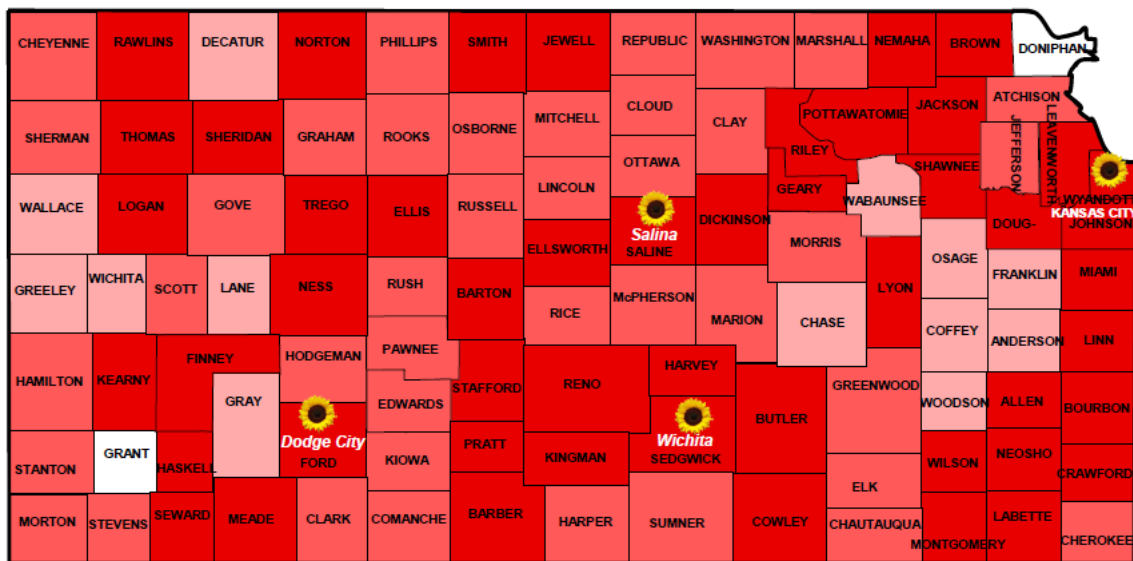 CHEYENNE
RAWLINS
DECATUR
NORTON
PHILLIPS
SMITH
JEWELL
REPUBLIC
WASHINGTON
MARSHALL
NEMAHA
BROWN
DONIPHAN
SHERMAN
THOMAS
SHERIDAN
GRAHAM
ROOKS
OSBORNE
MITCHELL
CLOUD
CLAY
RILEY
POTTAWATOMIE
JACKSON
ATCHISON
JEFFERSON
LEAVENWORTH
OTTAWA
LINCOLN
WALLACE
LOGAN
GOVE
TREGO
ELLIS
RUSSELL
ELLSWORTH
Salina
SALINE
DICKINSON
GEARY
WABAUNSEE
SHAWNEE
WYANDOTT
KANSAS CITY
DOUG-
JOHNSON
MORRIS
OSAGE
FRANKLIN
MIAMI
GREELEY
WICHITA
SCOTT
LANE
NESS
RUSH
BARTON
RICE
McPHERSON
MARION
CHASE
LYON
COFFEY
ANDERSON
LINN
HAMILTON
KEARNY
FINNEY
HODGEMAN
PAWNEE
STAFFORD
RENO
HARVEY
BUTLER
GREENWOOD
WOODSON
ALLEN
BOURBON
GRAY
EDWARDS
Dodge City
FORD
Wichita
SEDGWICK
STANTON
GRANT
HASKELL
KIOWA
PRATT
KINGMAN
ELK
WILSON
NEOSHO
CRAWFORD
MORTON
STEVENS
SEWARD
MEADE
CLARK
COMANCHE
BARBER
HARPER
SUMNER
COWLEY
CHAUTAUQUA
MONTGOMERY
LABETTE
CHEROKEE